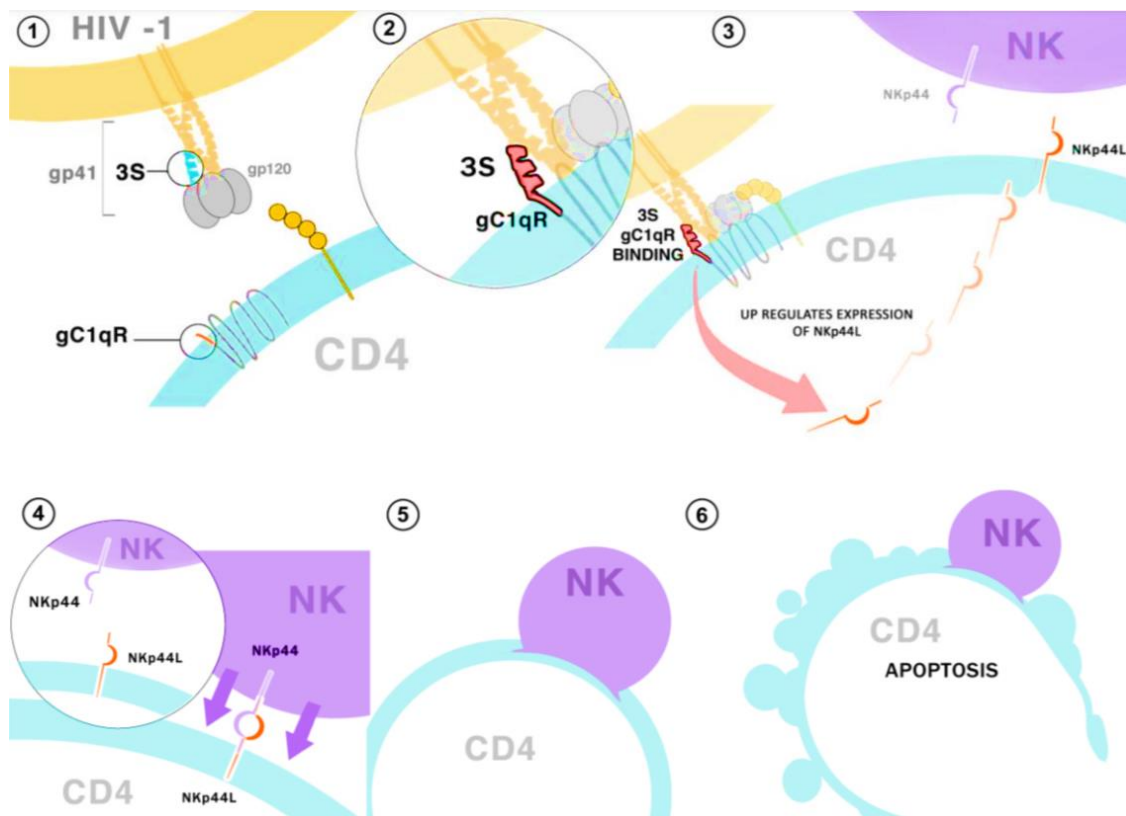 1
HIV -1
gp41
3S
gp120
gC1qR
CD4
2
3S
gC1qR
3
NK
NKp44
NKp44L
3S
gC1qR
BINDING
CD4
UP REGULATES EXPRESSION
OF NKp44L
4
NK
NKp44
NKp44L
NK
NKp44
NKp44L
CD4
5
NK
CD4
6
NK
CD4
APOPTOSIS